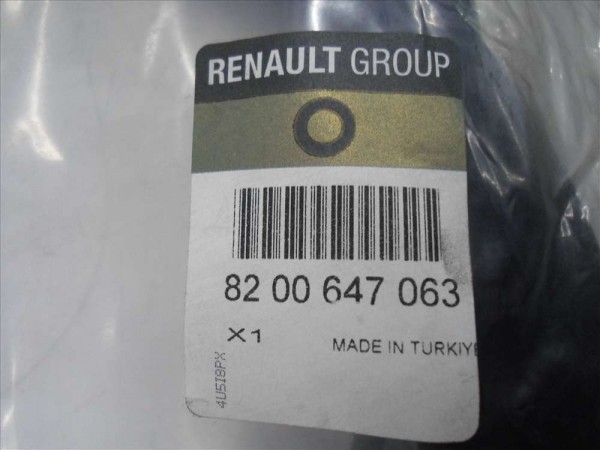 RENAULT GROUP
82 00 647 063
X1
MADE IN TURKIYE
4U5I8PX